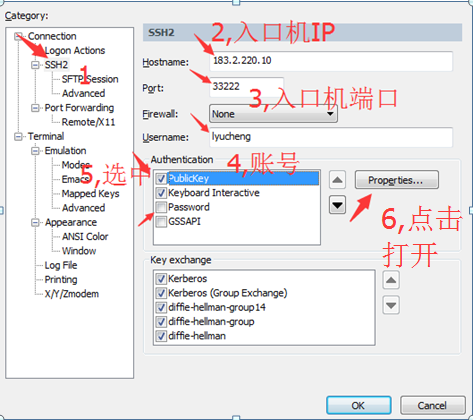 Category:
Connection
Logon Actions
SSH2
SFTP Session
Advanced
Port Forwarding
Remote/X11
Terminal
Emulation
Modes
Emacs
Mapped Keys
Advanced
Appearance
ANSI Color
Window
Log File
Printing
X/Y/Zmodem
1
SSH2
2,入口机IP
Hostname: 183.2.220.10
Port: 33222
3,入口机端口
Firewall: None
Username: lyucheng
4,账号
Authentication
5,选中
PublicKey
Keyboard Interactive
Password
GSSAPI
Properties...
6,点击
打开
Key exchange
Kerberos
Kerberos (Group Exchange)
diffie-hellman-group14
diffie-hellman-group
diffie-hellman
OK
Cancel